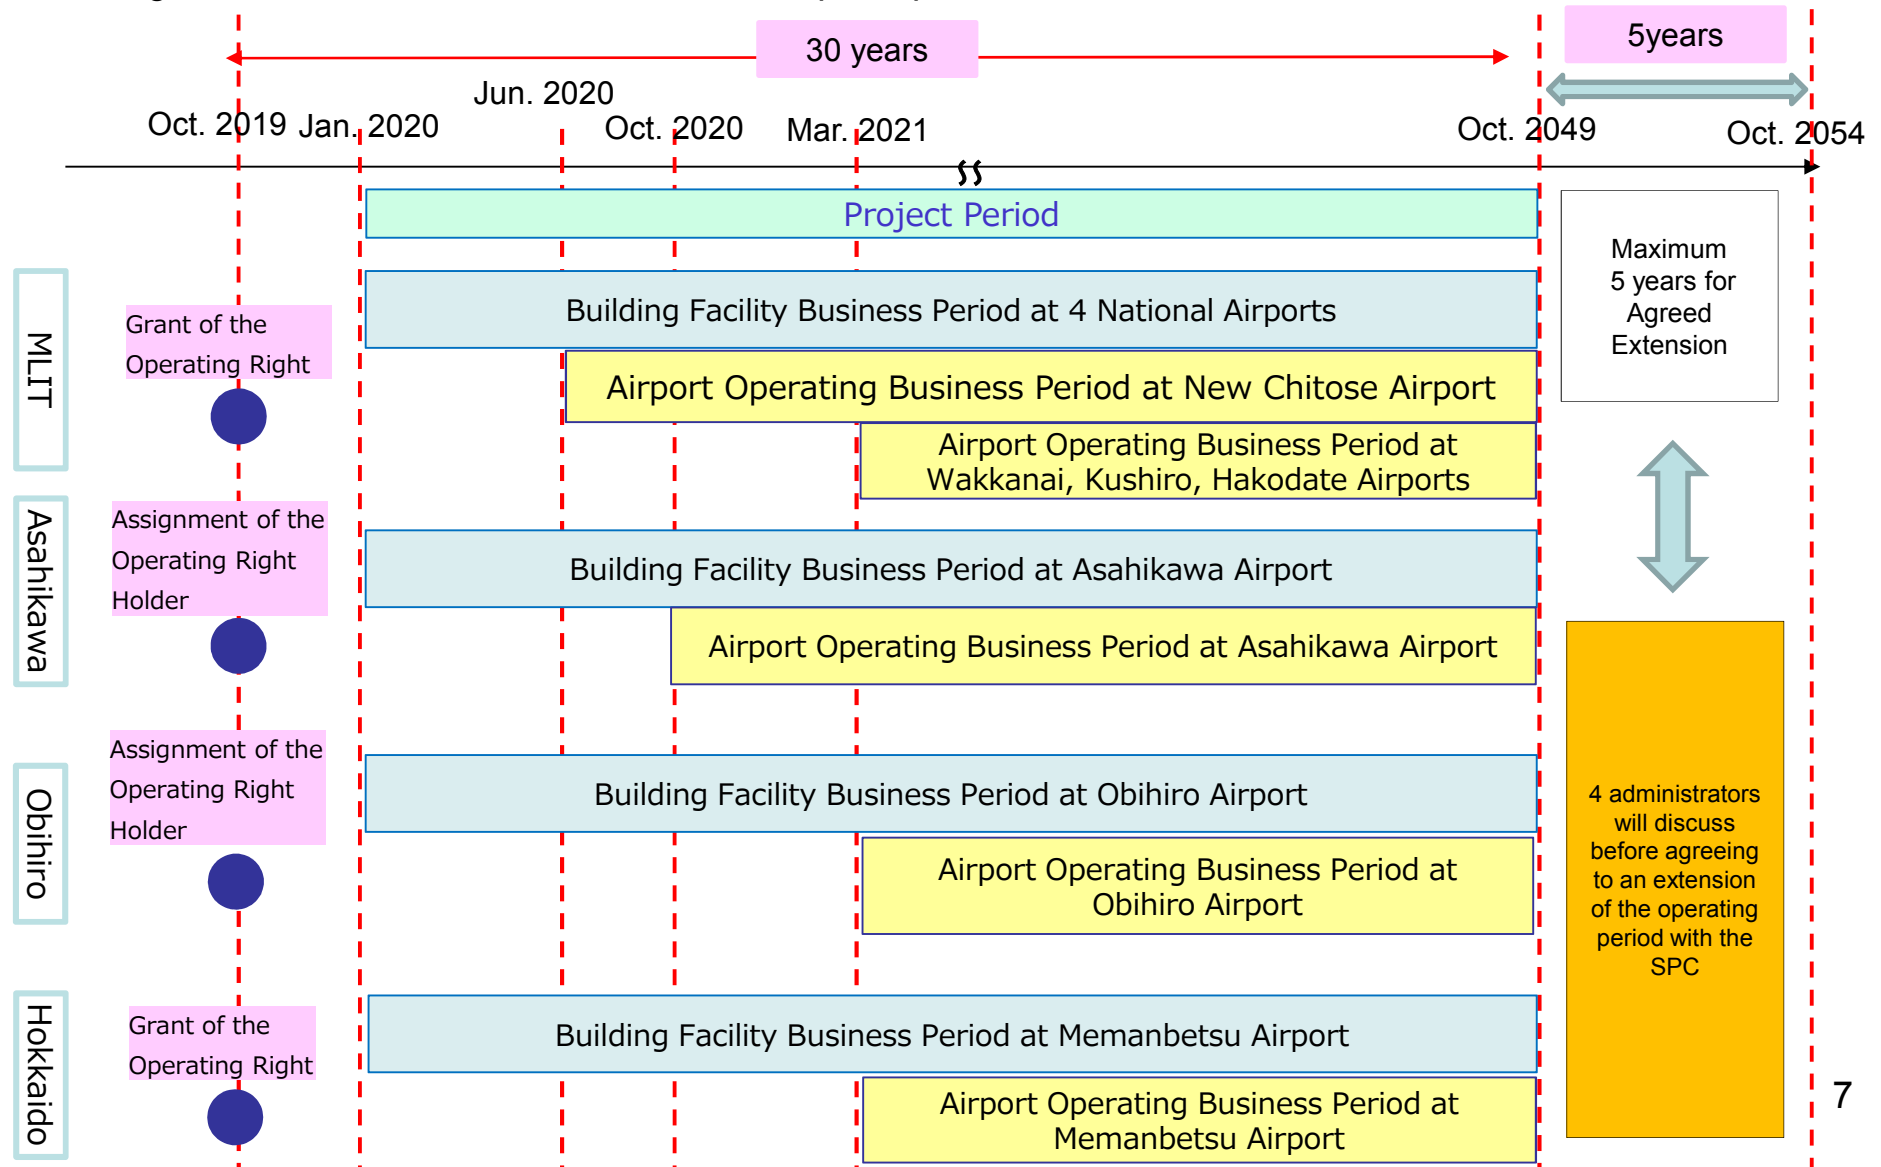 30 years
5years
Jun. 2020
Oct. 2019
Jan. 2020
Oct. 2020
Mar. 2021
Oct. 2049
Oct. 2054
Project Period
MLIT
Grant of the
Operating Right
Building Facility Business Period at 4 National Airports
Airport Operating Business Period at New Chitose Airport
Airport Operating Business Period at
Wakkanai, Kushiro, Hakodate Airports
Maximum
5 years for
Agreed
Extension
Asahikawa
Assignment of the
Operating Right
Holder
Building Facility Business Period at Asahikawa Airport
Airport Operating Business Period at Asahikawa Airport
Obihiro
Assignment of the
Operating Right
Holder
Building Facility Business Period at Obihiro Airport
Airport Operating Business Period at
Obihiro Airport
4 administrators
will discuss
before agreeing
to an extension
of the operating
period with the
SPC
Hokkaido
Grant of the
Operating Right
Building Facility Business Period at Memanbetsu Airport
Airport Operating Business Period at
Memanbetsu Airport
7